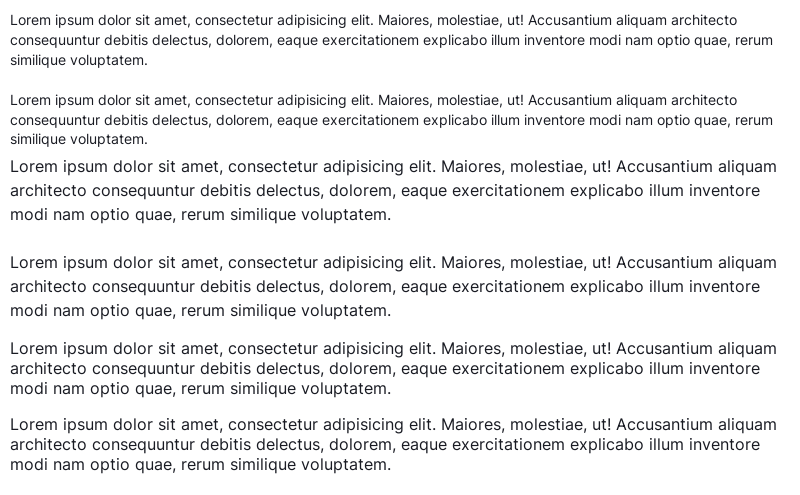 Lorem ipsum dolor sit amet, consectetur adipisicing elit. Maiores, molestiae, ut! Accusantium aliquam architecto
consequuntur debitis delectus, dolorem, eaque exercitationem explicabo illum inventore modi nam optio quae, rerum
similique voluptatem.
Lorem ipsum dolor sit amet, consectetur adipisicing elit. Maiores, molestiae, ut! Accusantium aliquam architecto
consequuntur debitis delectus, dolorem, eaque exercitationem explicabo illum inventore modi nam optio quae, rerum
similique voluptatem.
Lorem ipsum dolor sit amet, consectetur adipisicing elit. Maiores, molestiae, ut! Accusantium aliquam
architecto consequuntur debitis delectus, dolorem, eaque exercitationem explicabo illum inventore
modi nam optio quae, rerum similique voluptatem.
Lorem ipsum dolor sit amet, consectetur adipisicing elit. Maiores, molestiae, ut! Accusantium aliquam
architecto consequuntur debitis delectus, dolorem, eaque exercitationem explicabo illum inventore
modi nam optio quae, rerum similique voluptatem.
Lorem ipsum dolor sit amet, consectetur adipisicing elit. Maiores, molestiae, ut! Accusantium aliquam
architecto consequuntur debitis delectus, dolorem, eaque exercitationem explicabo illum inventore
modi nam optio quae, rerum similique voluptatem.
Lorem ipsum dolor sit amet, consectetur adipisicing elit. Maiores, molestiae, ut! Accusantium aliquam
architecto consequuntur debitis delectus, dolorem, eaque exercitationem explicabo illum inventore
modi nam optio quae, rerum similique voluptatem.